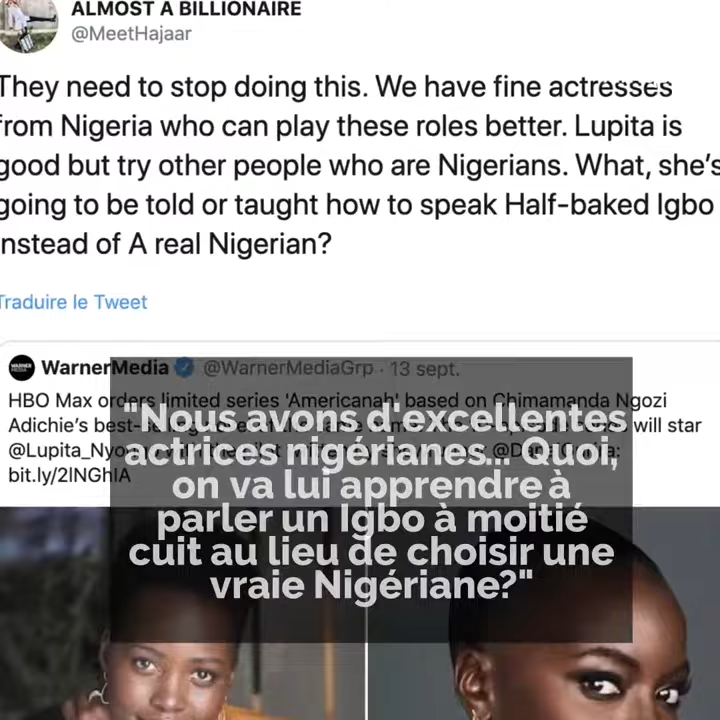 ALMOST A BILLIONAIRE
@MeetHajaar
They need to stop doing this. We have fine actresses
from Nigeria who can play these roles better. Lupita is
good but try other people who are Nigerians. What, she's
going to be told or taught how to speak Half-baked Igbo
instead of A real Nigerian?
Traduire le Tweet
WarnerMedia @WarnerMediaGrp · 13 sept.
HBO Max orders limited series 'Americanah' based on Chimamanda Ngozi
Adichie's will star
@Lupita_Nyo
bit.ly/2lNGhIA
"Nous avons d'excellentes
actrices nigérianes... Quoi,
on va lui apprendre à
parler un Igbo à moitié
cuit au lieu de choisir une
vraie Nigériane?"